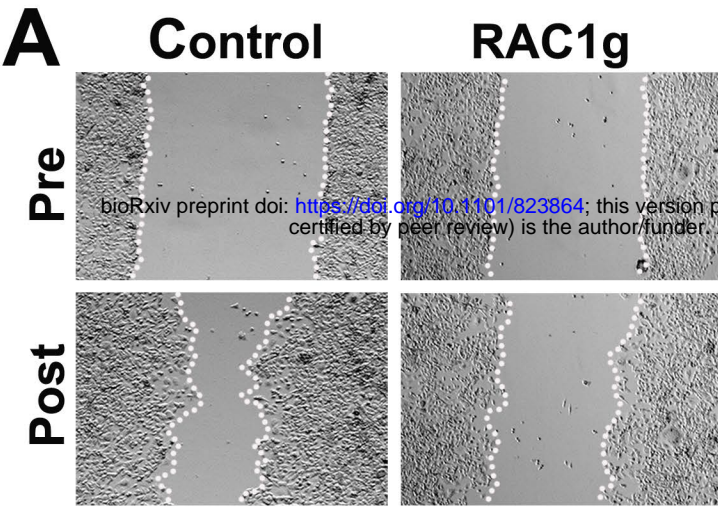 A
Control
RAC1g
Pre
bioRxiv preprint doi: https://doi.org/10.1101/823864; this version p
certified by peer review) is the author/funder.
Post